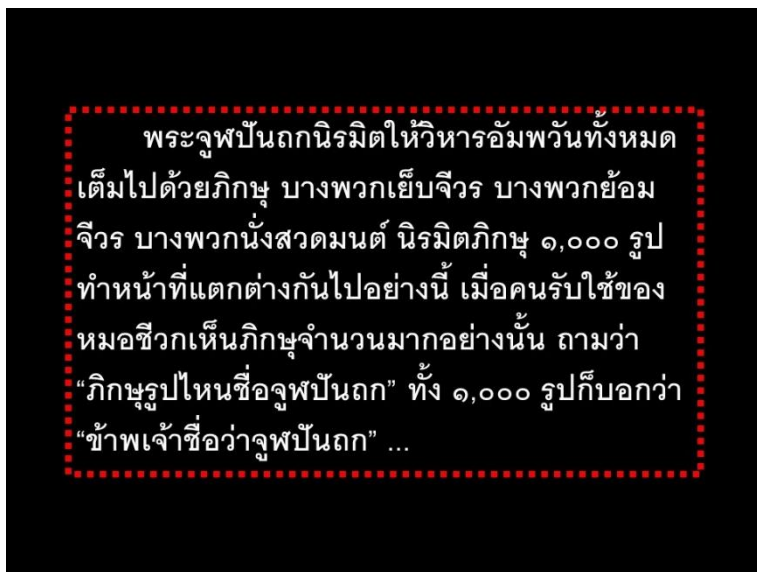 พระจูฬปันถกนิรมิตให้วิหารอัมพวันทั้งหมด
เต็มไปด้วยภิกษุ บางพวกเย็บจีวร บางพวกย้อม
จีวร บางพวกนั่งสวดมนต์ นิรมิตภิกษุ ๑,๐๐๐ รูป
ทำหน้าที่แตกต่างกันไปอย่างนี้ เมื่อคนรับใช้ของ
หมอชีวกเห็นภิกษุจำนวนมากอย่างนั้น ถามว่า
“ภิกษุรูปไหนชื่อจูฬปันถก” ทั้ง ๑,๐๐๐ รูปก็บอกว่า
“ข้าพเจ้าชื่อว่าจูฬปันถก” ...